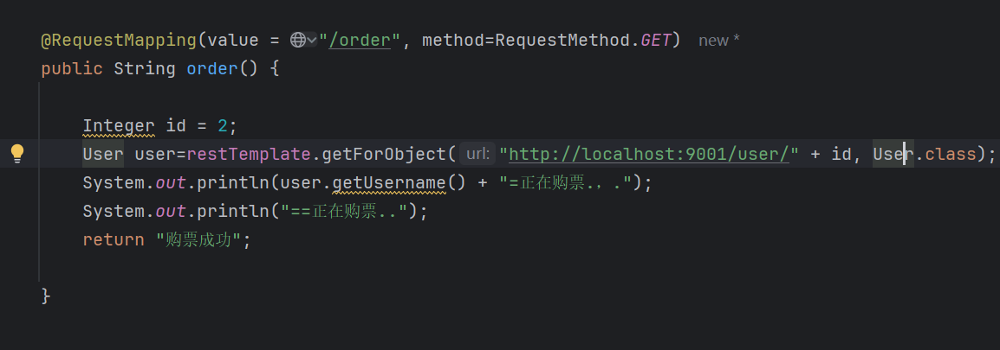 @RequestMapping(value = "/order", method=RequestMethod.GET) new *
public String order() {
Integer id = 2;
User user=restTemplate.getForObject( url: "http://localhost:9001/user/" + id, User.class);
System.out.println(user.getUsername() + "=正在购票.，.");
System.out.println("==正在购票..");
return "购票成功";
}